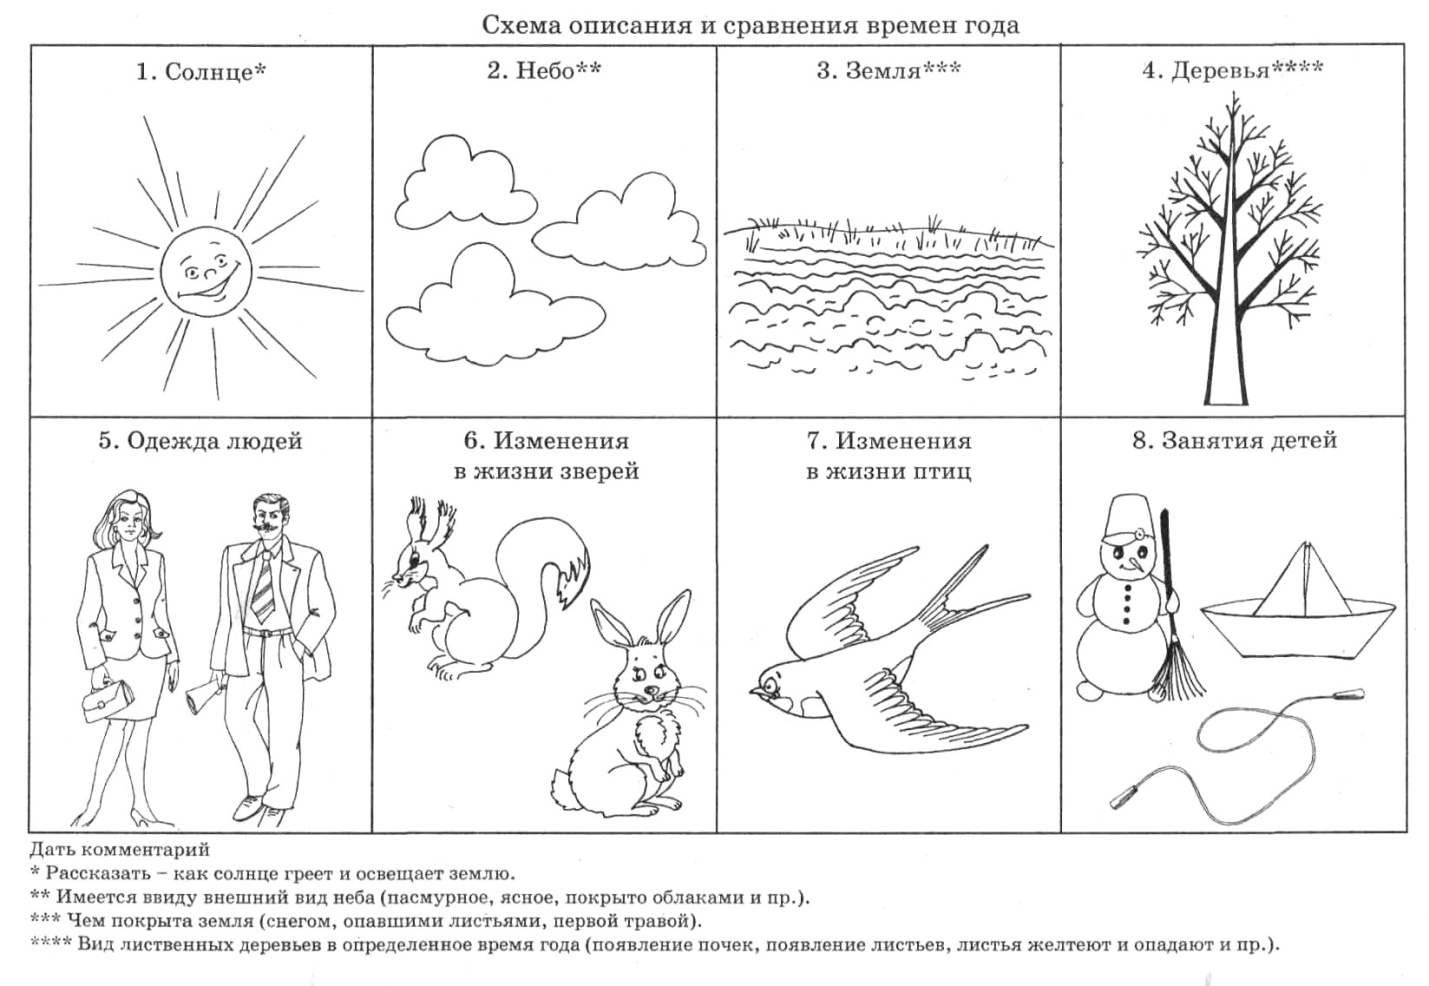 Схема описания и сравнения времен года
1. Солнце*
2. Небо**
3. Земля***
4. Деревья****
5. Одежда людей
6. Изменения
в жизни зверей
7. Изменения
в жизни птиц
8. Занятия детей
Дать комментарий
* Рассказать – как солнце греет и освещает землю.
** Имеется ввиду внешний вид неба (пасмурное, ясное, покрыто облаками и пр.).
*** Чем покрыта земля (снегом, опавшими листьями, первой травой).
**** Вид лиственных деревьев в определенное время года (появление почек, появление листьев, листья желтеют и опадают и пр.).